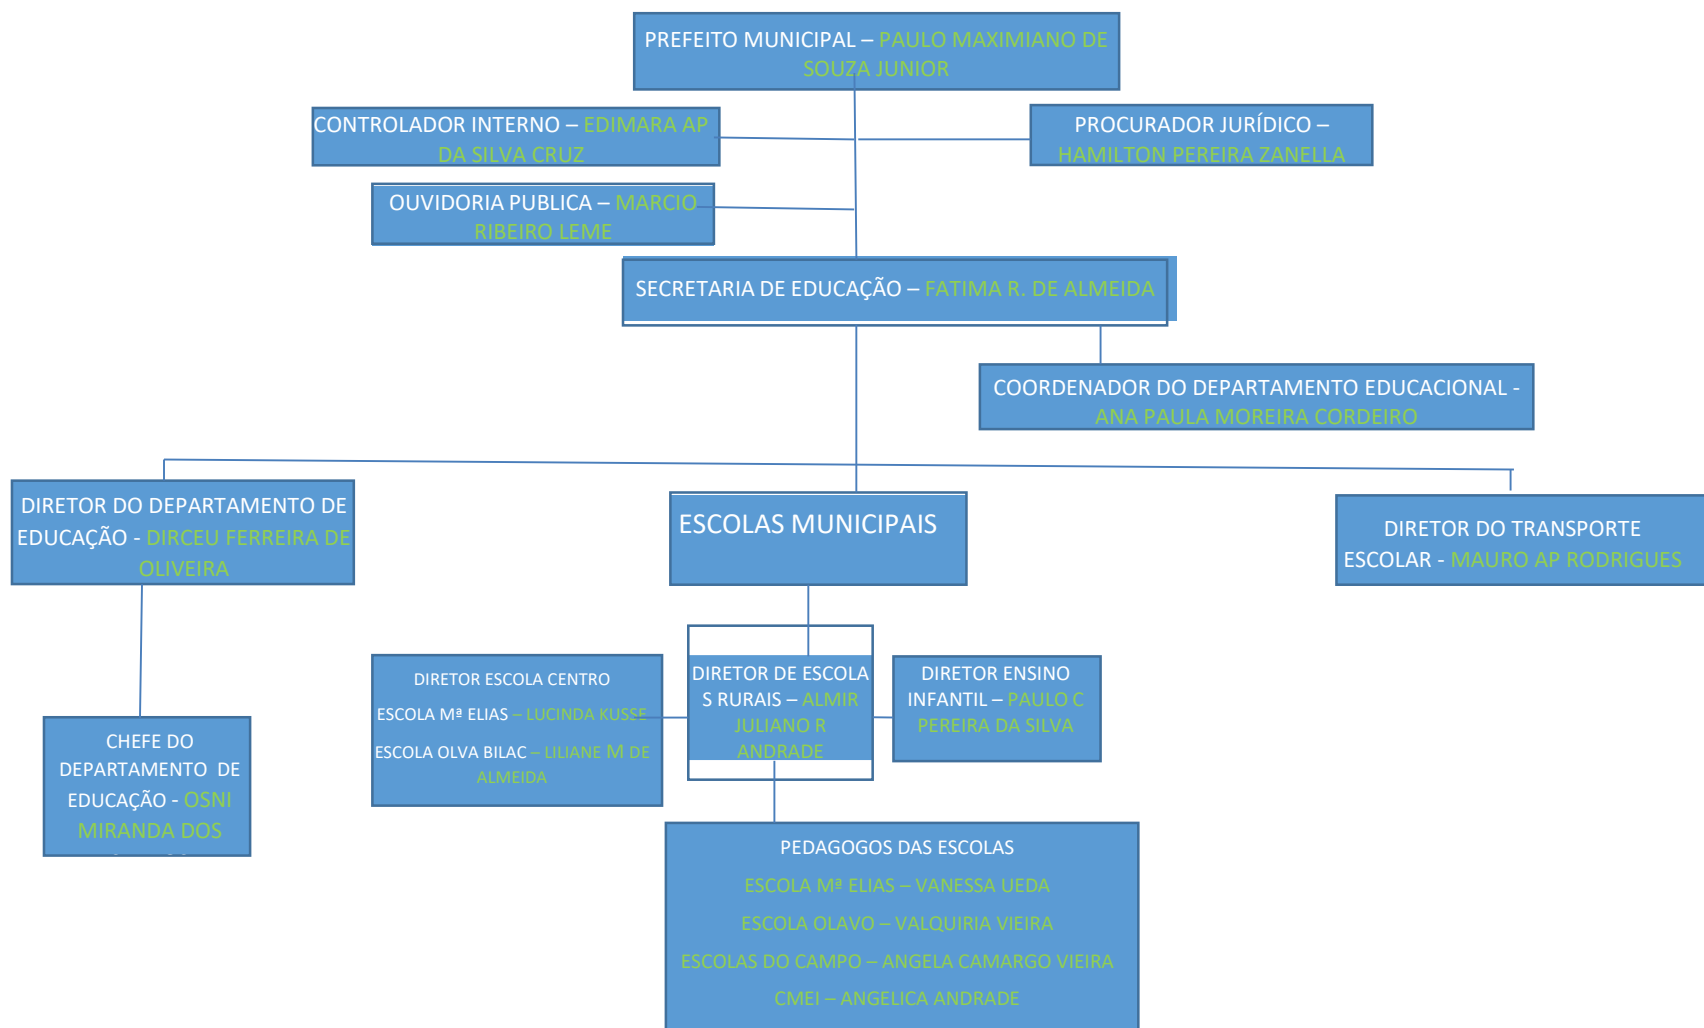 PREFEITO MUNICIPAL – PAULO MAXIMIANO DE
SOUZA JUNIOR
CONTROLADOR INTERNO – EDIMARA AP
DA SILVA CRUZ
PROCURADOR JURÍDICO –
HAMILTON PEREIRA ZANELLA
OUVIDORIA PUBLICA – MARCIO
RIBEIRO LEME
SECRETARIA DE EDUCAÇÃO – FATIMA R. DE ALMEIDA
COORDENADOR DO DEPARTAMENTO EDUCACIONAL -
ANA PAULA MOREIRA CORDEIRO
DIRETOR DO DEPARTAMENTO DE
EDUCAÇÃO - DIRCEU FERREIRA DE
OLIVEIRA
ESCOLAS MUNICIPAIS
DIRETOR DO TRANSPORTE
ESCOLAR - MAURO AP RODRIGUES
DIRETOR ESCOLA CENTRO
ESCOLA Mª ELIAS – LUCINDA KUSSE
ESCOLA OLVA BILAC – LILIANE M DE
ALMEIDA
DIRETOR DE ESCOLA
S RURAIS – ALMIR
JULIANO R
ANDRADE
DIRETOR ENSINO
INFANTIL – PAULO C
PEREIRA DA SILVA
CHEFE DO
DEPARTAMENTO DE
EDUCAÇÃO - OSNI
MIRANDA DOS
PEDAGOGOS DAS ESCOLAS
ESCOLA Mª ELIAS – VANESSA UEDA
ESCOLA OLAVO – VALQUIRIA VIEIRA
ESCOLAS DO CAMPO – ANGELA CAMARGO VIEIRA
CMEI – ANGELICA ANDRADE